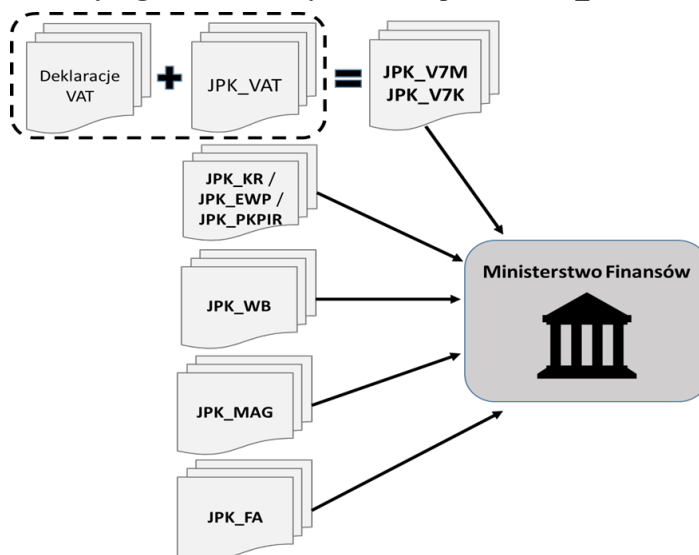 Deklaracje
VAT
+
JPK_VAT
=
JPK_V7M
JPK_V7K
JPK_KR /
JPK_EWP /
JPK_PKPIR
Ministerstwo Finansów
JPK_WB
JPK_MAG
JPK_FA